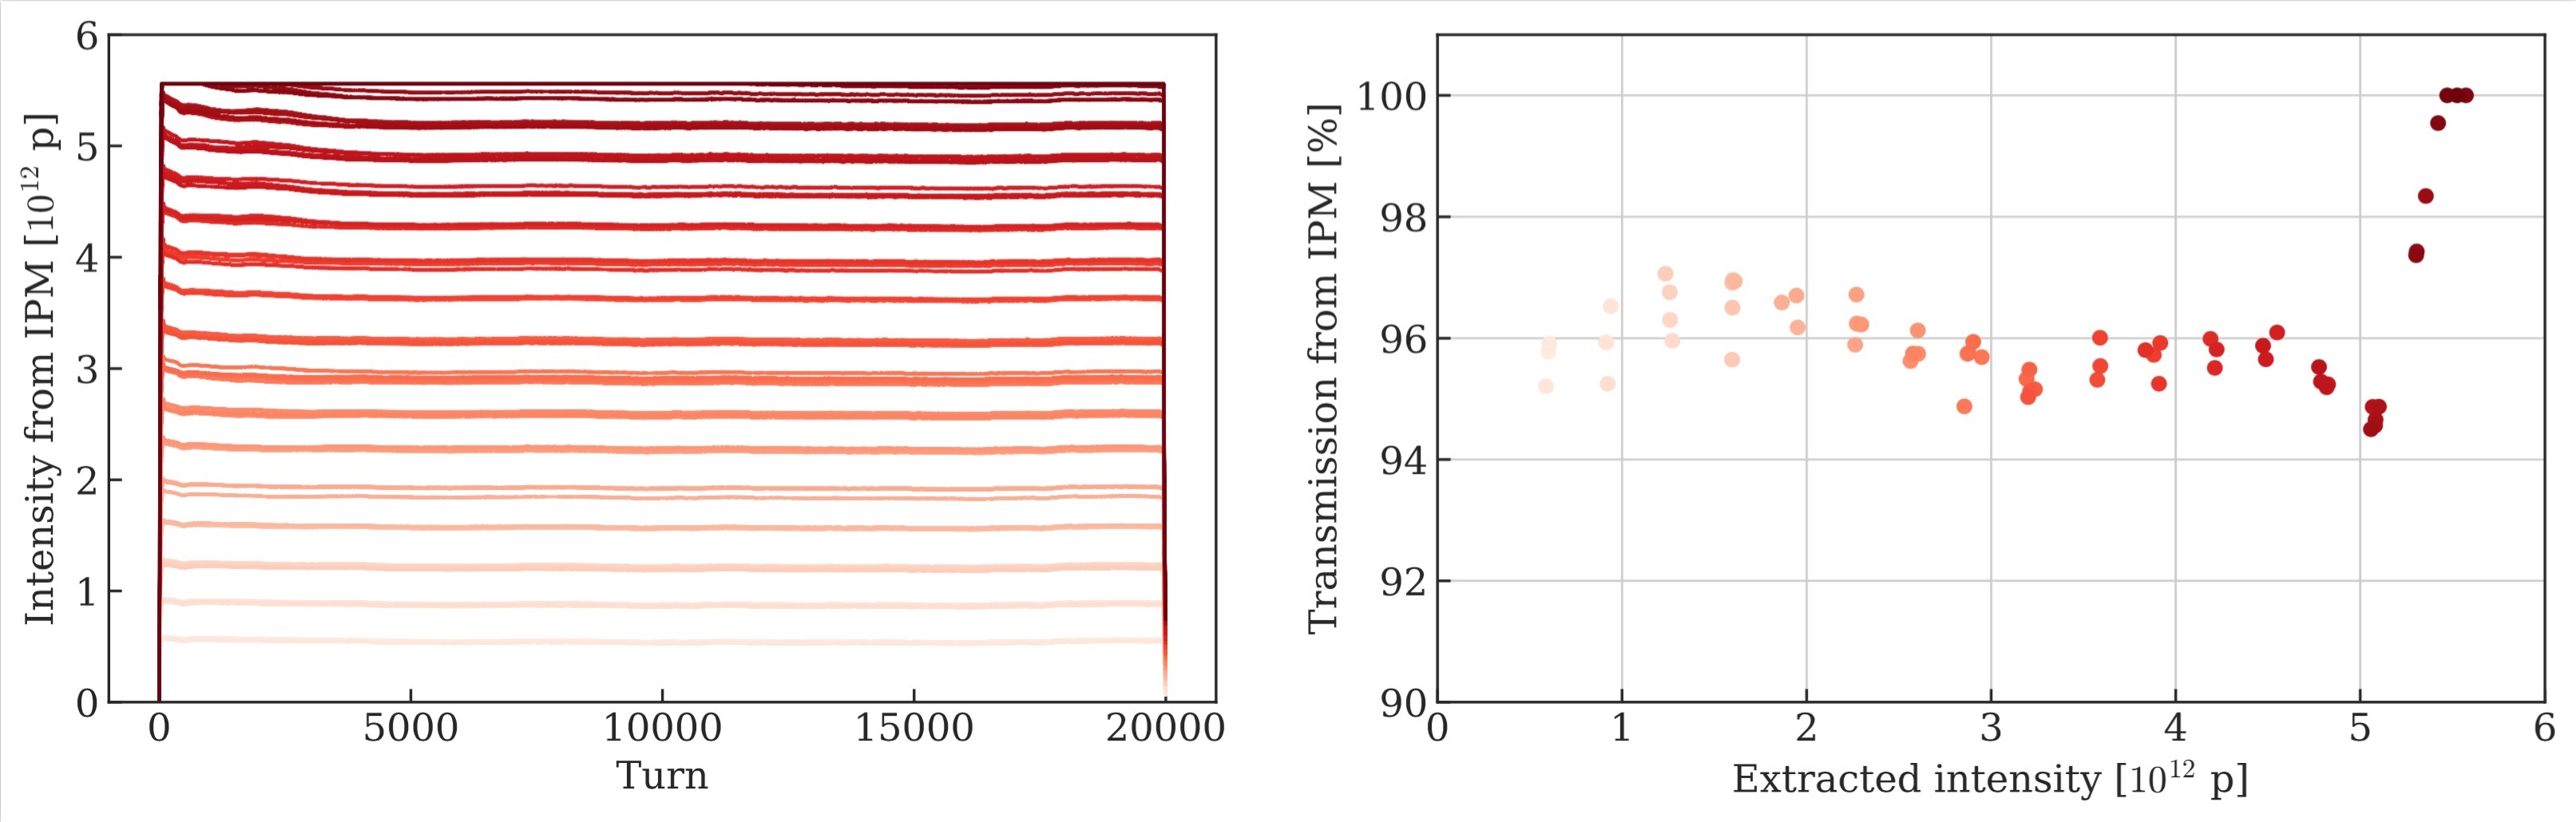 Intensity from IPM [10¹² p]
6
5
4
3
2
1
0
0 5000 10000 15000 20000
Turn
Transmission from IPM [%]
100
98
96
94
92
90
0 1 2 3 4 5 6
Extracted intensity [10¹² p]